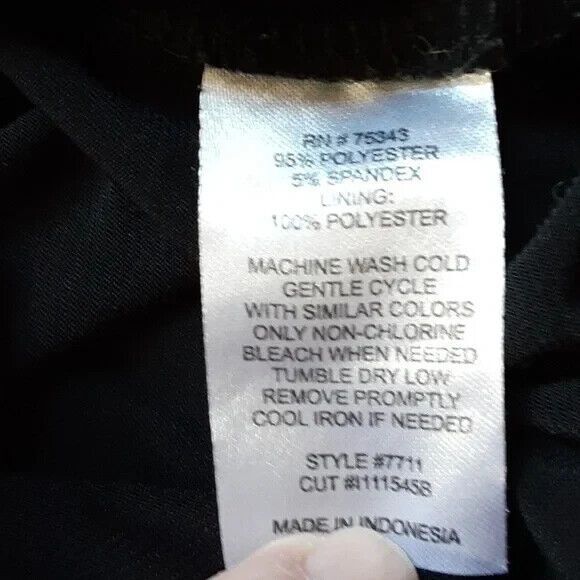 RN # 75343
95% POLYESTER
5% SPANDEX
LINING:
100% POLYESTER
MACHINE WASH COLD
GENTLE CYCLE
WITH SIMILAR COLORS
ONLY NON-CHLORINE
BLEACH WHEN NEEDED
TUMBLE DRY LOW
REMOVE PROMPTLY
COOL IRON IF NEEDED
STYLE #7711
CUT #I111545B
MADE IN INDONESIA